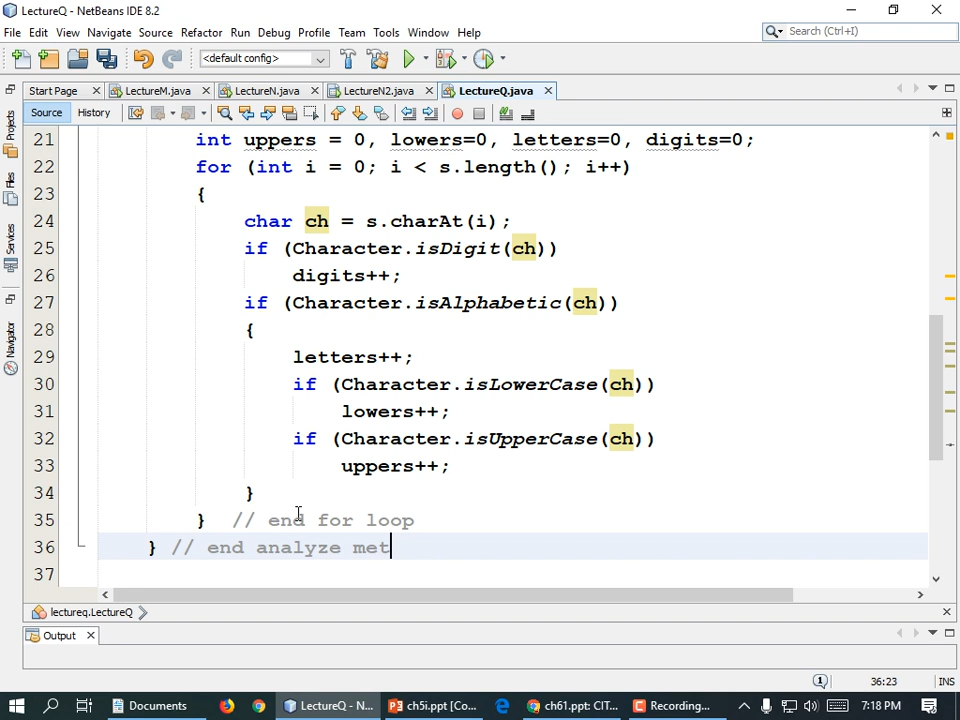 LectureQ - NetBeans IDE 8.2
File Edit View Navigate Source Refactor Run Debug Profile Team Tools Window Help
Search (Ctrl+I)
<default config>
Start Page LectureM.java LectureN.java LectureN2.java LectureQ.java
Source History
Projects
Files
Services
Navigator
21 int uppers = 0, lowers=0, letters=0, digits=0;
22 for (int i = 0; i < s.length(); i++)
23 {
24 char ch = s.charAt(i);
25 if (Character.isDigit(ch))
26 digits++;
27 if (Character.isAlphabetic(ch))
28 {
29 letters++;
30 if (Character.isLowerCase(ch))
31 lowers++;
32 if (Character.isUpperCase(ch))
33 uppers++;
34 }
35 } // end for loop
36 } // end analyze met
37
lectureq.LectureQ
Output
1 36:23 INS
Documents LectureQ - N... ch5i.ppt [Co... ch61.ppt: CIT... Recording... 7:18 PM